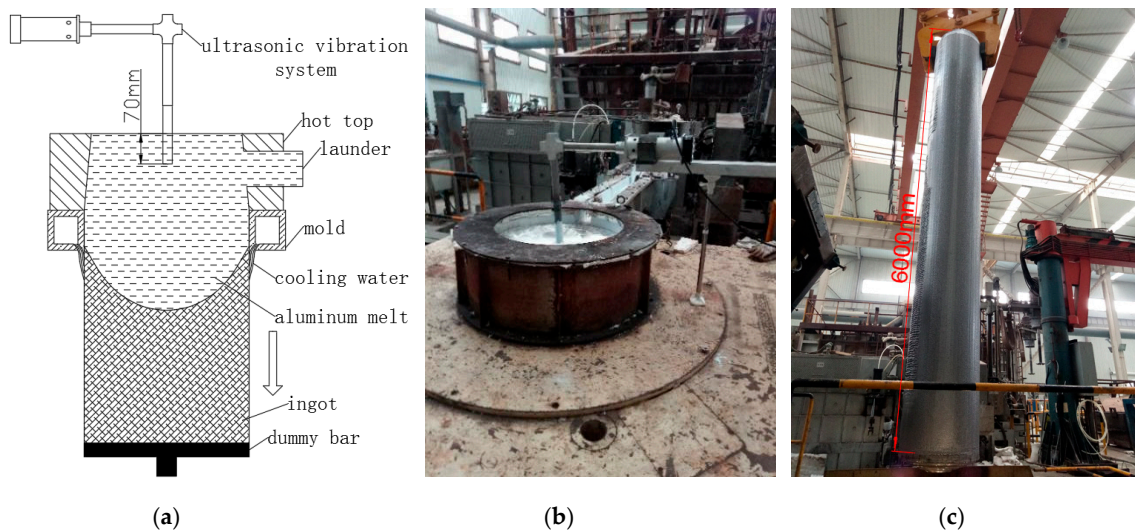 ultrasonic vibration
system
70mm
hot top
launder
mold
cooling water
aluminum melt
ingot
dummy bar
6000mm
(a)
(b)
(c)